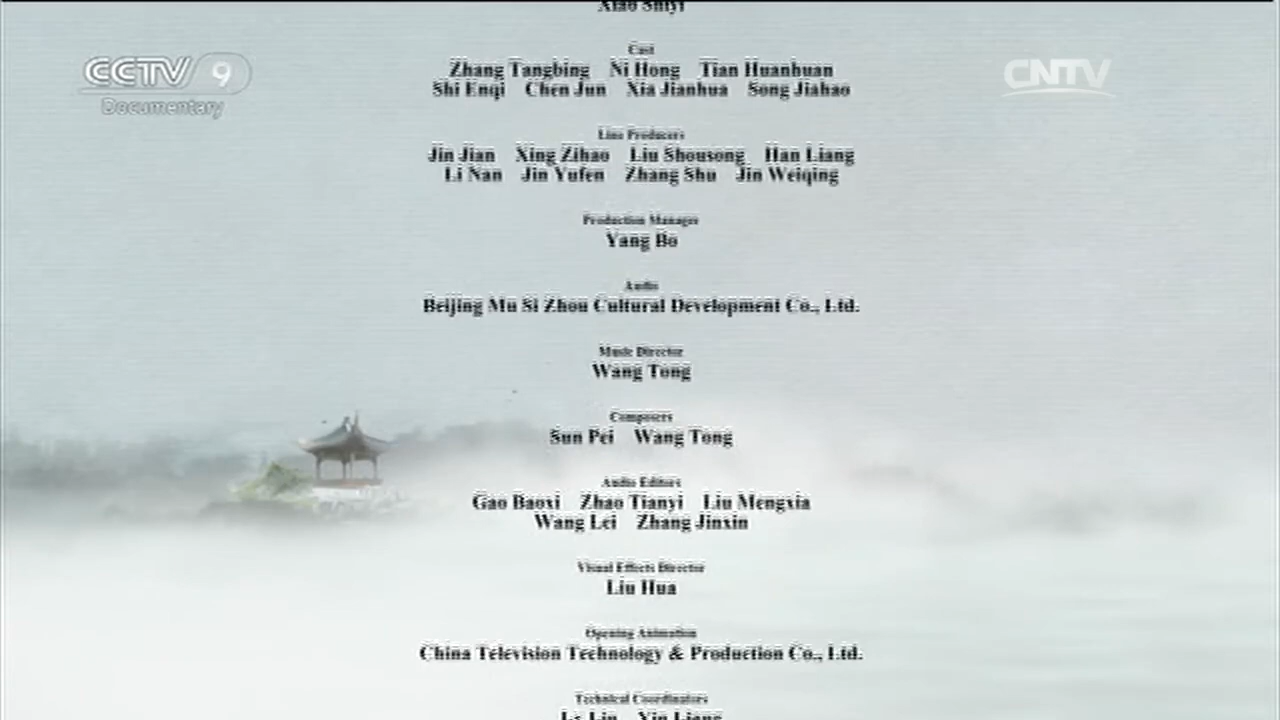 Xiao Shiyi
CCTV 9
Documentary
CNTV
Cast
Zhang Tangbing Ni Hong Tian Huanhuan
Shi Enqi Chen Jun Xia Jianhua Song Jiahao
Line Producers
Jin Jian Xing Zihao Liu Shousong Han Liang
Li Nan Jin Yufen Zhang Shu Jin Weiqing
Production Manager
Yang Bo
Audio
Beijing Mu Si Zhou Cultural Development Co., Ltd.
Music Director
Wang Tong
Composers
Sun Pei Wang Tong
Audio Editors
Gao Baoxi Zhao Tianyi Liu Mengxia
Wang Lei Zhang Jinxin
Visual Effects Director
Liu Hua
Opening Animation
China Television Technology & Production Co., Ltd.
Technical Coordinators
Yin Liang